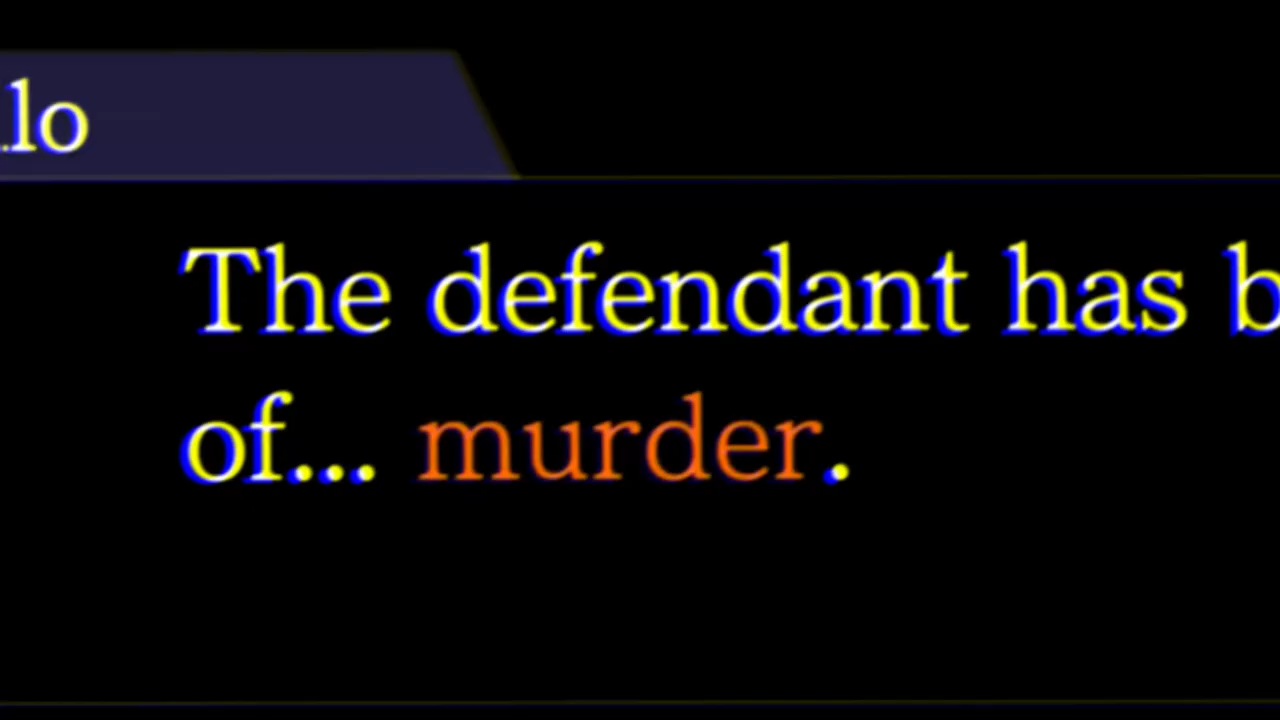 lo
The defendant has b
of... murder.